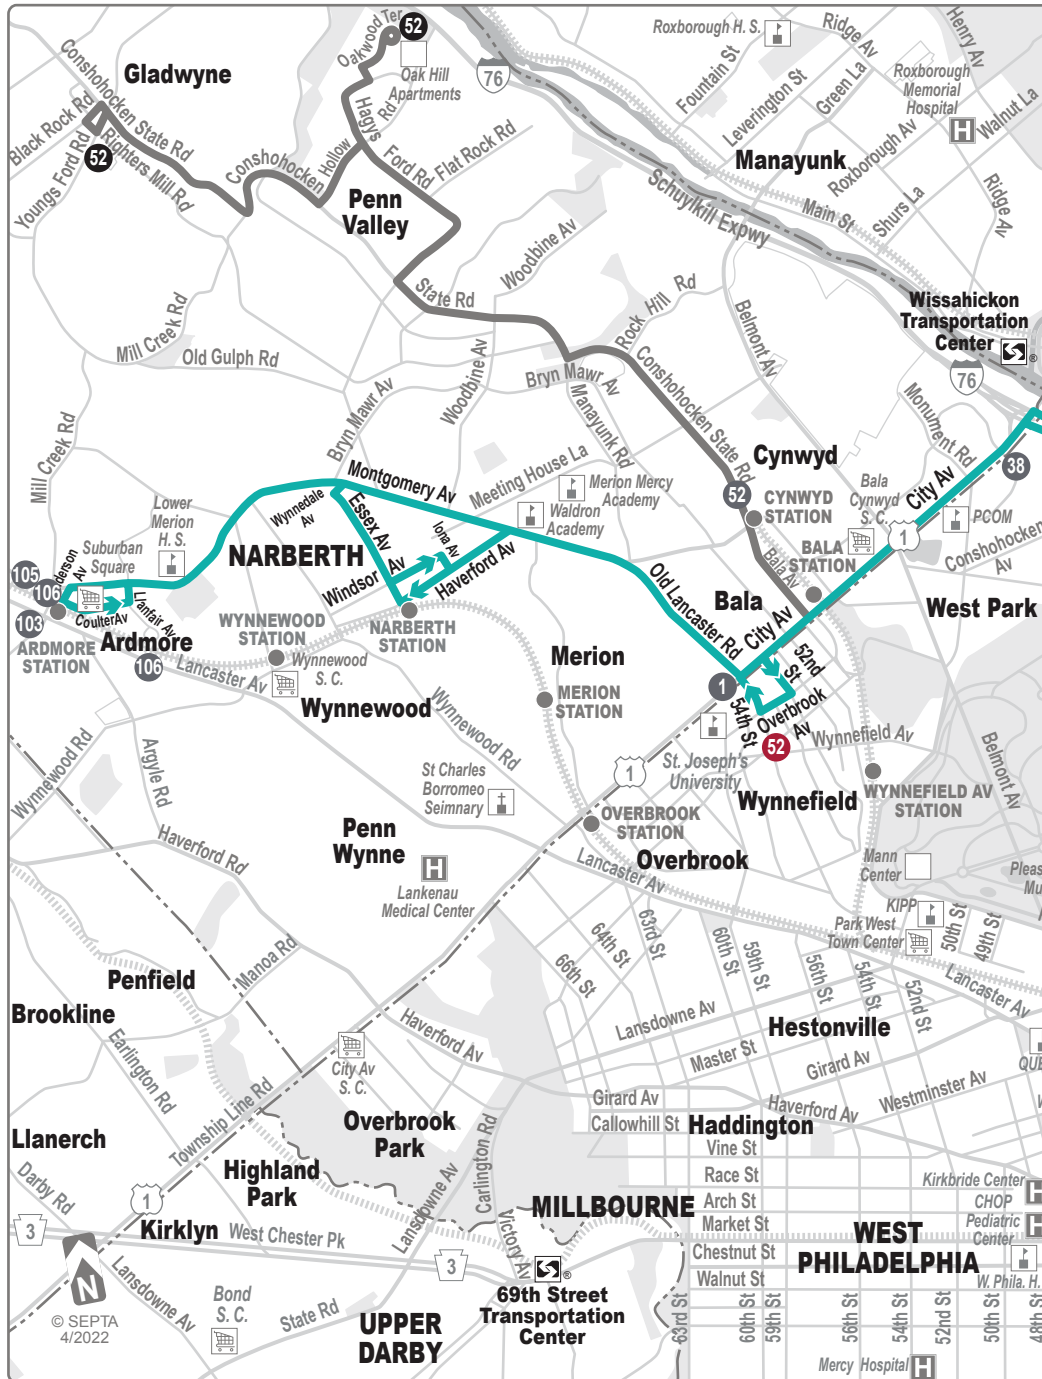 Gladwyne
Conshohocken State Rd
Black Rock Rd
Youngs Ford Rd
Righters Mill Rd
52
Oakwood Ter
52
Oak Hill
Apartments
Hagys
Rd
Hollow
Ford Rd
Flat Rock Rd
Conshohocken
Penn
Valley
State Rd
Woodbine Av
76
Schuylkill Expwy
Roxborough H. S.
Ridge Av
Henry Av
Fountain St
Leverington St
Green La
Roxborough
Memorial
Hospital
H
Walnut La
Manayunk
Roxborough Av
Main St
Shurs La
Ridge Av
Wissahickon
Transportation
Center
®
76
Mill Creek Rd
Old Gulph Rd
Rock Hill Rd
Belmont Av
Bryn Mawr Av
Woodbine Av
Bryn Mawr Av
Manayunk Rd
Conshohocken State Rd
Monument Rd
Mill Creek Rd
Montgomery Av
Meeting House La
Merion Mercy
Academy
Waldron
Academy
Cynwyd
52
CYNWYD
STATION
Bala
Cynwyd
S. C.
City Av
38
PCOM
Conshohocken
Av
1
BALA
STATION
Bala Av
Lower
Merion
H. S.
Wynnedale
Av
Essex Av
Iona Av
NARBERTH
Windsor Av
Haverford Av
Suburban
Square
105
106
103
derson
Av
CoulterAv
Llanfair Av
Ardmore
ARDMORE
STATION
106
Lancaster Av
WYNNEWOOD
STATION
Wynnewood
S. C.
NARBERTH
STATION
Old Lancaster Rd
Bala
City Av
West Park
Merion
MERION
STATION
1
52nd
St
54th St
Overbrook
Av
52
Wynnefield Av
Wynnewood
Wynnewood Rd
Wynnewood Rd
Argyle Rd
St Charles
Borromeo
Seimnary
1
St. Joseph's
University
Wynnefield
WYNNEFIELD AV
STATION
Belmont Av
OVERBROOK
STATION
Haverford Rd
Penn
Wynne
H
Lankenau
Medical Center
Overbrook
Lancaster Av
Mann
Center
Pleas
Mu
KIPP
Park West
Town Center
50th St
49th St
63rd St
64th St
66th St
60th St
59th St
56th St
54th St
52nd St
Lancaster Av
Manoa Rd
Penfield
Brookline
Earlington Rd
Haverford Av
Lansdowne Av
Hestonville
Master St
Girard Av
QUE
City Av
S. C.
Westminster Av
Girard Av
Haverford Av
Callowhill St
Haddington
Vine St
Race St
Kirkbride Center
H
Arch St
CHOP
Market St
Pediatric
Center
H
Llanerch
Township Line Rd
Overbrook
Park
Carlington Rd
Darby Rd
Highland
Park
Lansdowne Av
1
MILLBOURNE
WEST
PHILADELPHIA
Chestnut St
Walnut St
W. Phila. H.
3
Kirklyn
West Chester Pk
3
Victory Av
®
69th Street
Transportation
Center
N
Lansdowne Av
Bond
S. C.
State Rd
UPPER
DARBY
© SEPTA
4/2022
63rd St
60th St
59th St
56th St
54th St
52nd St
50th St
48th St
Mercy Hospital
H